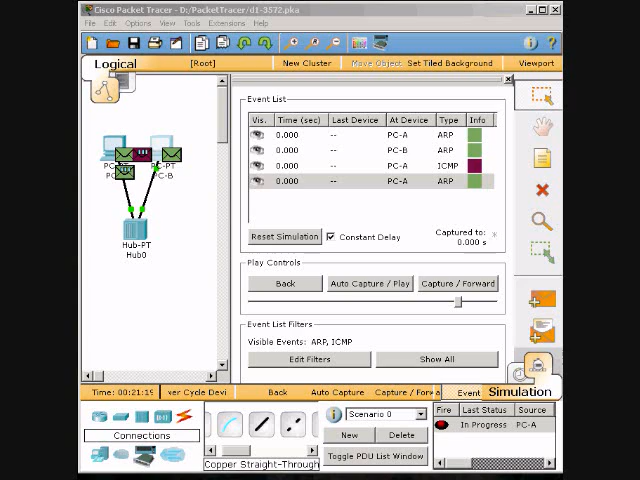 Cisco Packet Tracer - D:/PacketTracer/d1-3572.pka
File Edit Options View Tools Extensions Help
Logical [Root] New Cluster Move Object Set Tiled Background Viewport
Event List
Vis. Time (sec) Last Device At Device Type Info
0.000 -- PC-A ARP
0.000 -- PC-B ARP
0.000 -- PC-A ICMP
0.000 -- PC-A ARP
PC-B
Hub-PT
Hub0
Reset Simulation Constant Delay Captured to:
0.000 s
Play Controls
Back Auto Capture / Play Capture / Forward
Event List Filters
Visible Events: ARP, ICMP
Edit Filters Show All
Time: 00:21:19 ver Cycle Devi Back Auto Capture Capture / Forwa Event Simulation
Scenario 0
Fire Last Status Source
In Progress PC-A
Connections
New Delete
Toggle PDU List Window
Copper Straight-Through